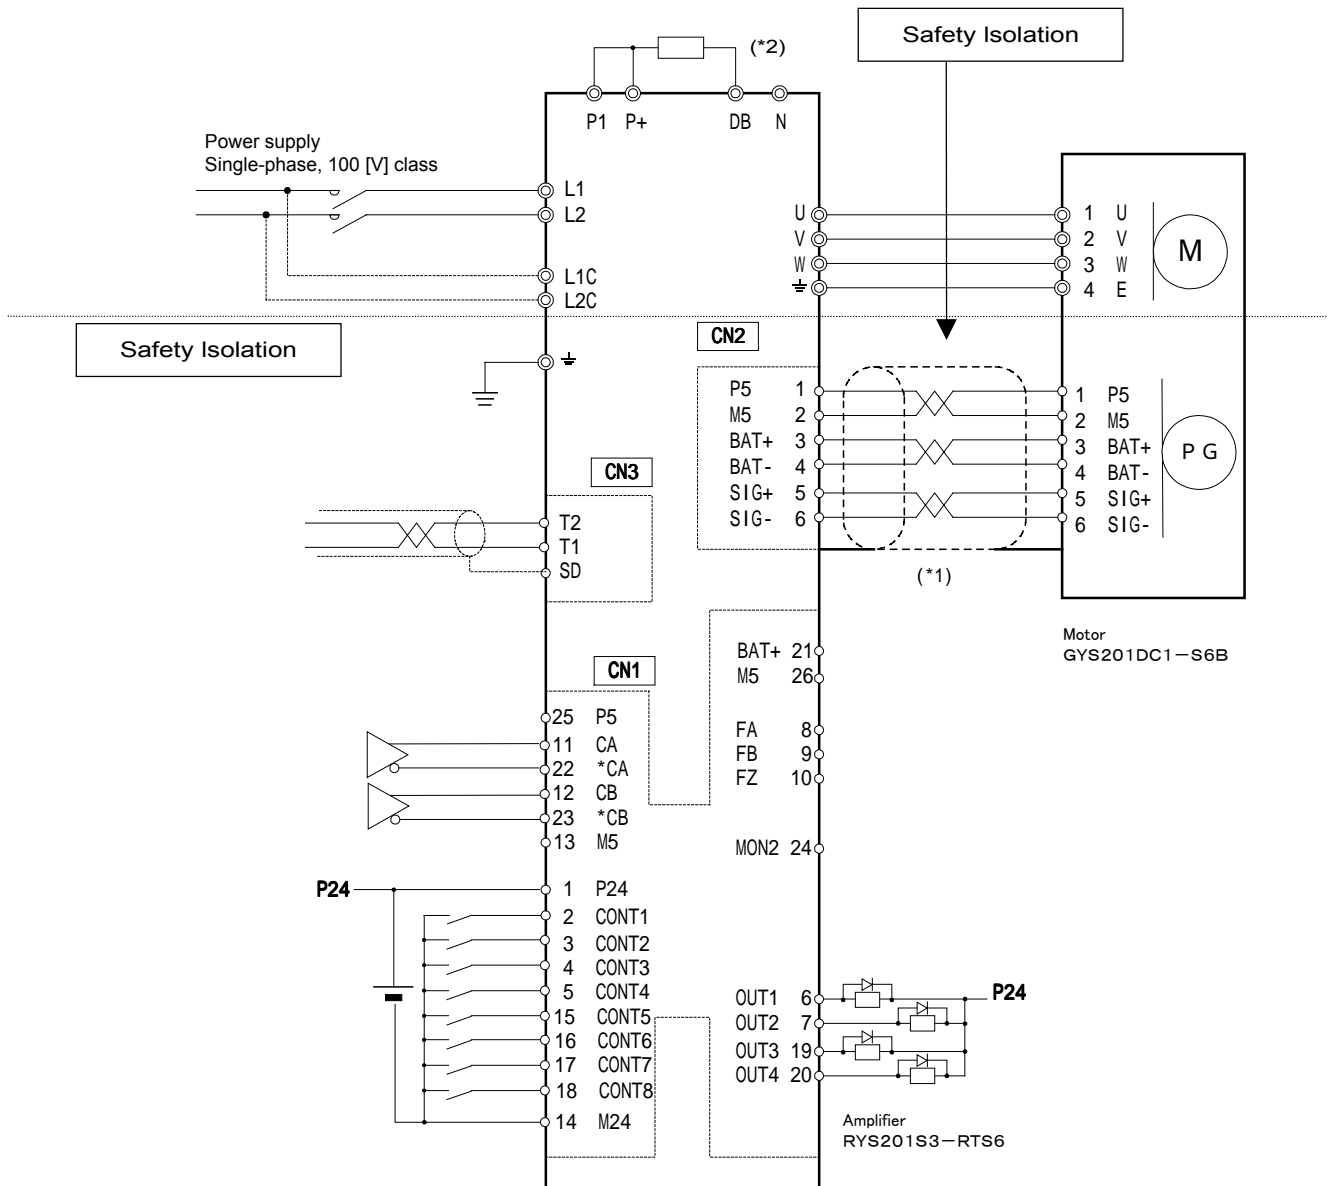 Safety Isolation
(*2)
P1 P+ DB N
Power supply
Single-phase, 100 [V] class
L1
L2
L1C
L2C
U
V
W
1 U
2 V
3 W
4 E
M
Safety Isolation
CN2
P5 1
M5 2
BAT+ 3
BAT- 4
SIG+ 5
SIG- 6
(*1)
1 P5
2 M5
3 BAT+
4 BAT-
5 SIG+
6 SIG-
P G
Motor
GYS201DC1-S6B
CN3
T2
T1
SD
CN1
25 P5
11 CA
22 *CA
12 CB
23 *CB
13 M5
P24
1 P24
2 CONT1
3 CONT2
4 CONT3
5 CONT4
15 CONT5
16 CONT6
17 CONT7
18 CONT8
14 M24
BAT+ 21
M5 26
FA 8
FB 9
FZ 10
MON2 24
OUT1 6
OUT2 7
OUT3 19
OUT4 20
P24
Amplifier
RYS201S3-RTS6